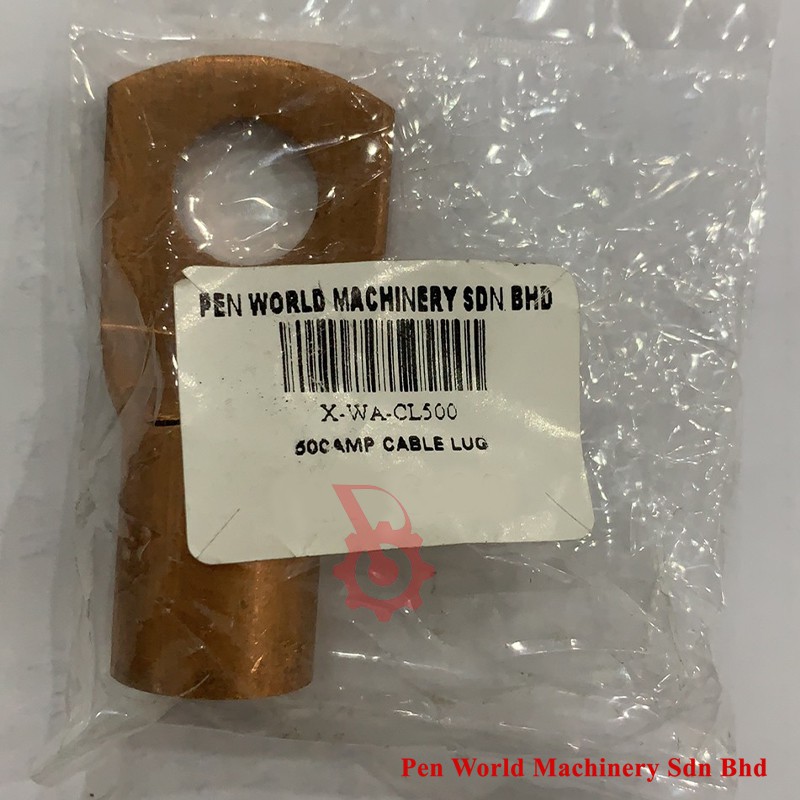 PEN WORLD MACHINERY SDN BHD
X-WA-CL500
500AMP CABLE LUG
Pen World Machinery Sdn Bhd